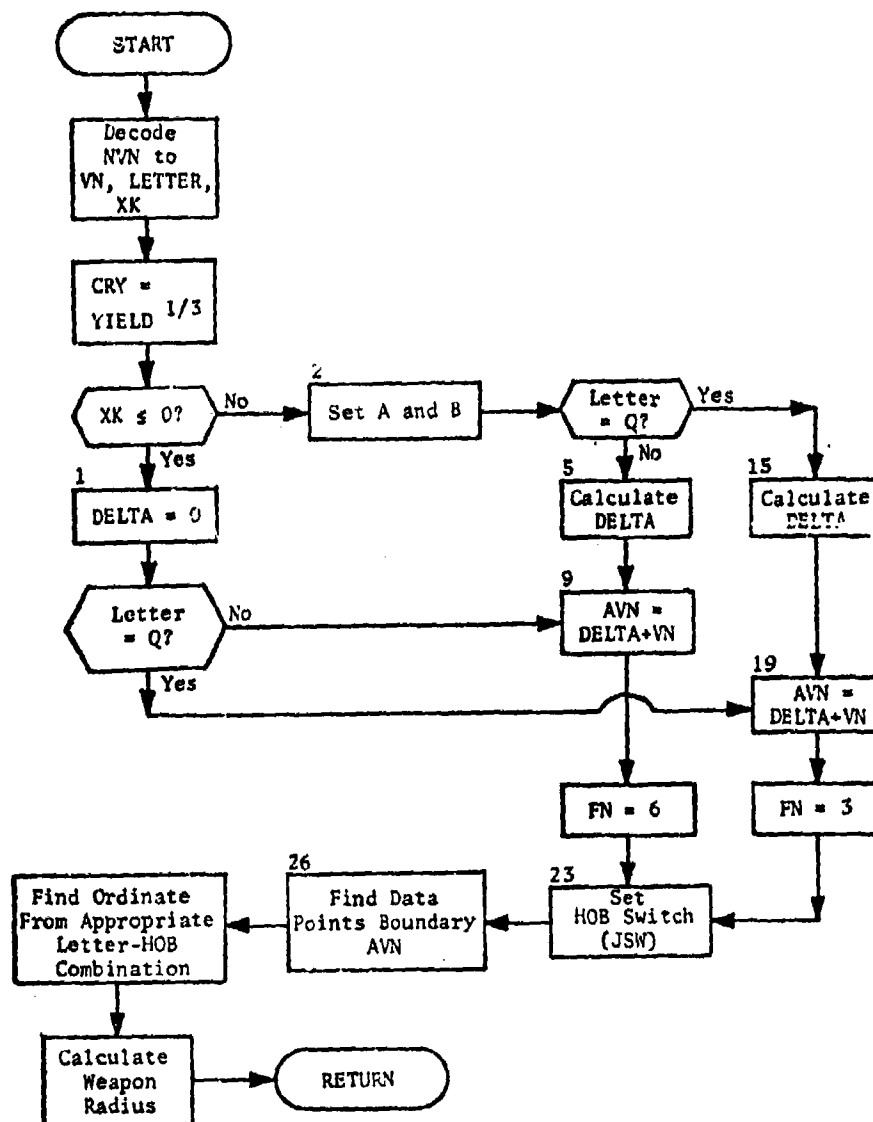 START
Decode
NVN to
VN, LETTER,
XK
CRY =
YIELD 1/3
XK ≤ 0?
No
Yes
2
Set A and B
Letter
= Q?
Yes
No
1
DELTA = 0
5
Calculate
DELTA
15
Calculate
DELTA
Letter
= Q?
No
Yes
9
AVN =
DELTA+VN
19
AVN =
DELTA+VN
FN = 6
FN = 3
23
Set
HOB Switch
(JSW)
26
Find Data
Points Boundary
AVN
Find Ordinate
From Appropriate
Letter-HOB
Combination
Calculate
Weapon
Radius
RETURN